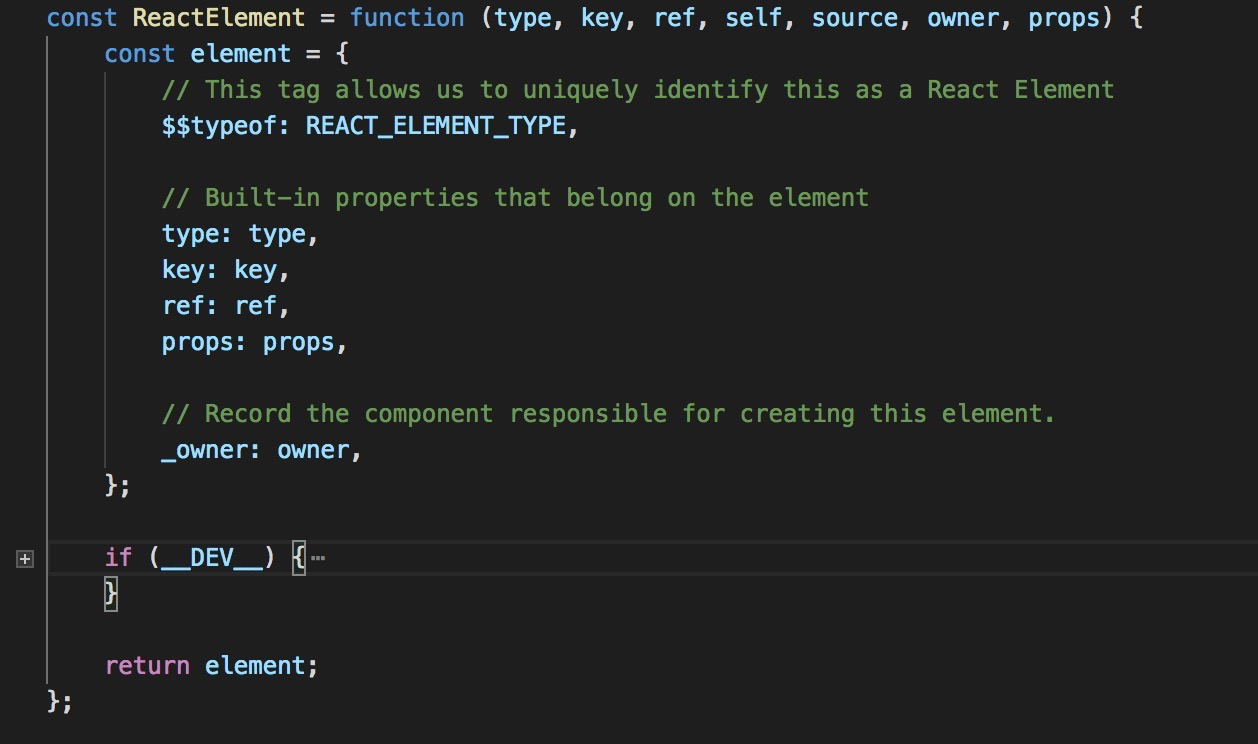 const ReactElement = function (type, key, ref, self, source, owner, props) {
    const element = {
        // This tag allows us to uniquely identify this as a React Element
        $$typeof: REACT_ELEMENT_TYPE,

        // Built-in properties that belong on the element
        type: type,
        key: key,
        ref: ref,
        props: props,

        // Record the component responsible for creating this element.
        _owner: owner,
    };

    if (__DEV__) {⋯
    }

    return element;
};